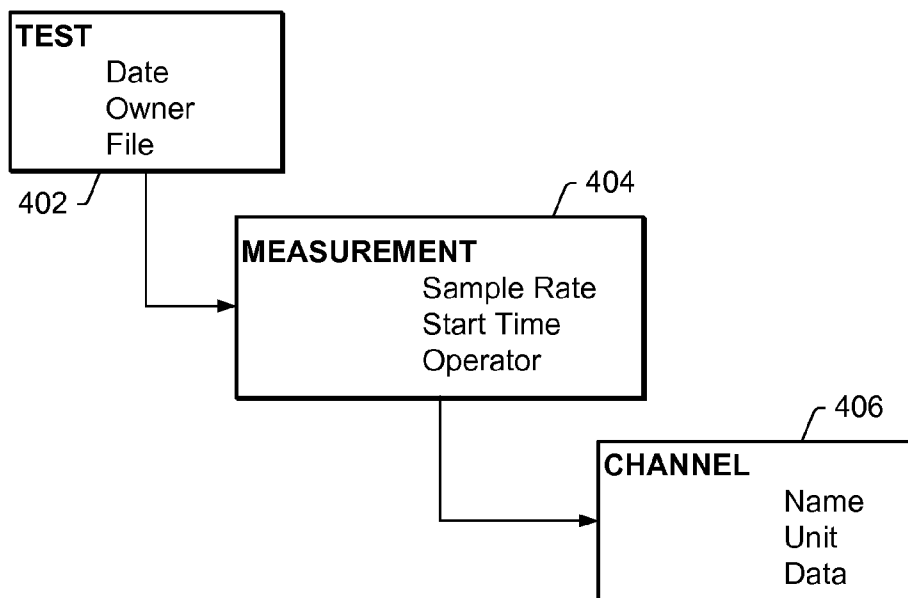 TEST
Date
Owner
File
402
404
MEASUREMENT
Sample Rate
Start Time
Operator
406
CHANNEL
Name
Unit
Data